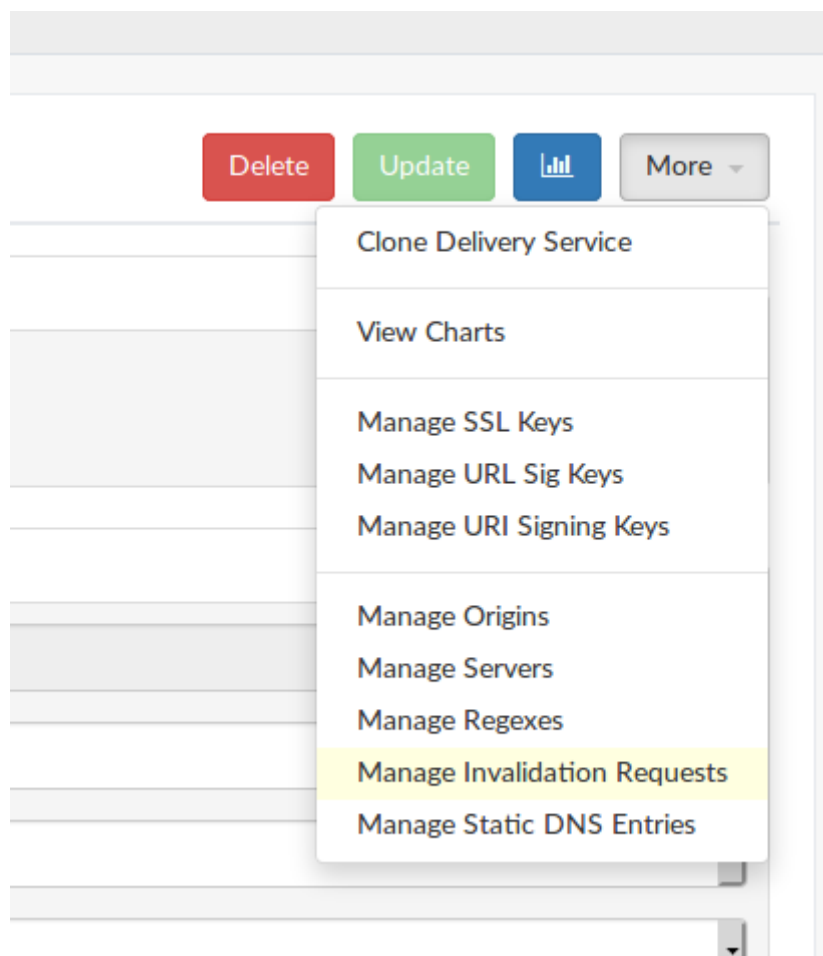 Delete Update More
Clone Delivery Service
View Charts
Manage SSL Keys
Manage URL Sig Keys
Manage URI Signing Keys
Manage Origins
Manage Servers
Manage Regexes
Manage Invalidation Requests
Manage Static DNS Entries